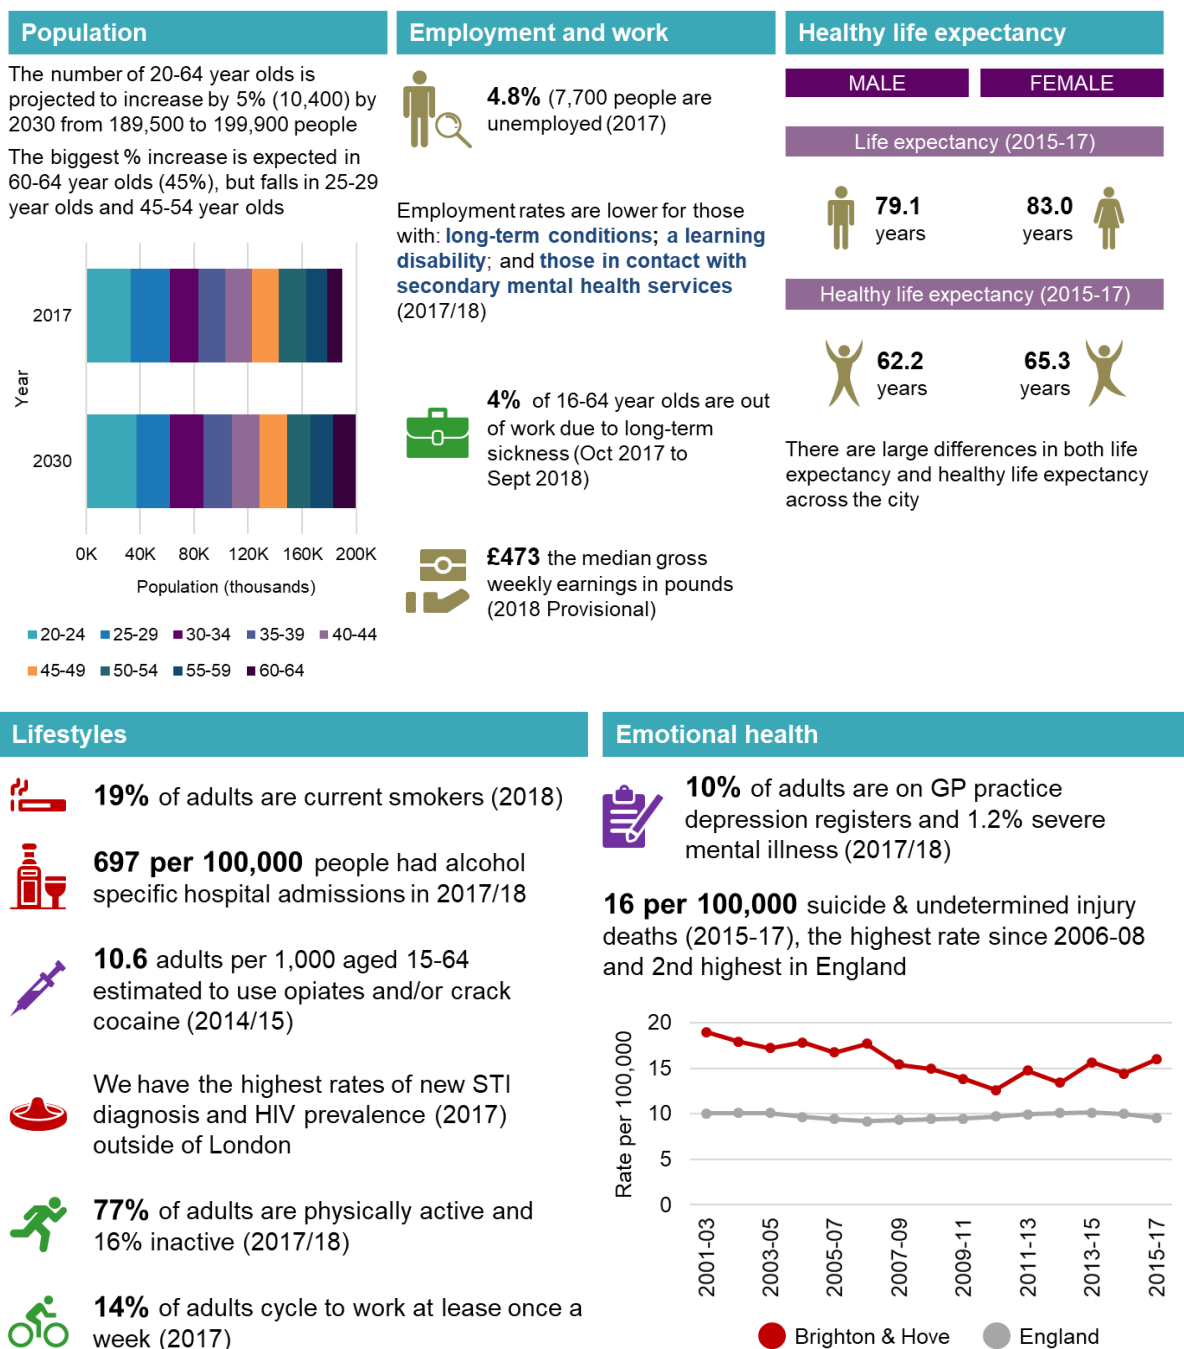 Population
The number of 20-64 year olds is
projected to increase by 5% (10,400) by
2030 from 189,500 to 199,900 people
The biggest % increase is expected in
60-64 year olds (45%), but falls in 25-29
year olds and 45-54 year olds
Year
2017
2030
0K 40K 80K 120K 160K 200K
Population (thousands)
20-24 25-29 30-34 35-39 40-44
45-49 50-54 55-59 60-64
Employment and work
4.8% (7,700 people are
unemployed (2017)
Employment rates are lower for those
with: long-term conditions; a learning
disability; and those in contact with
secondary mental health services
(2017/18)
4% of 16-64 year olds are out
of work due to long-term
sickness (Oct 2017 to
Sept 2018)
£473 the median gross
weekly earnings in pounds
(2018 Provisional)
Healthy life expectancy
MALE FEMALE
Life expectancy (2015-17)
79.1 83.0
years years
Healthy life expectancy (2015-17)
62.2 65.3
years years
There are large differences in both life
expectancy and healthy life expectancy
across the city
Lifestyles
19% of adults are current smokers (2018)
697 per 100,000 people had alcohol
specific hospital admissions in 2017/18
10.6 adults per 1,000 aged 15-64
estimated to use opiates and/or crack
cocaine (2014/15)
We have the highest rates of new STI
diagnosis and HIV prevalence (2017)
outside of London
77% of adults are physically active and
16% inactive (2017/18)
14% of adults cycle to work at lease once a
week (2017)
Emotional health
10% of adults are on GP practice
depression registers and 1.2% severe
mental illness (2017/18)
16 per 100,000 suicide & undetermined injury
deaths (2015-17), the highest rate since 2006-08
and 2nd highest in England
Rate per 100,000
20
15
10
5
0
2001-03 2003-05 2005-07 2007-09 2009-11 2011-13 2013-15 2015-17
Brighton & Hove England